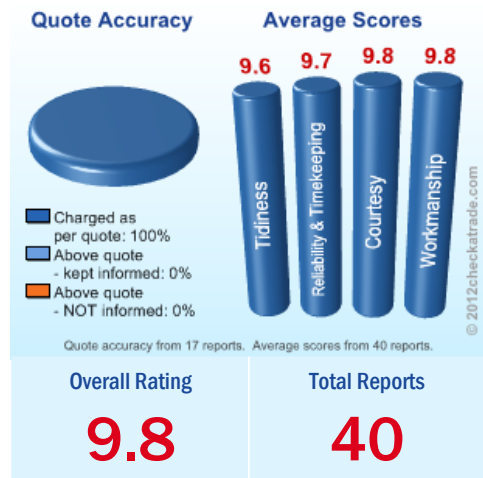 Quote Accuracy
Average Scores
9.6
9.7
9.8
9.8
Tidiness
Reliability & Timekeeping
Courtesy
Workmanship
Charged as
per quote: 100%
Above quote
- kept informed: 0%
Above quote
- NOT informed: 0%
© 2012checkatrade.com
Quote accuracy from 17 reports. Average scores from 40 reports.
Overall Rating
9.8
Total Reports
40